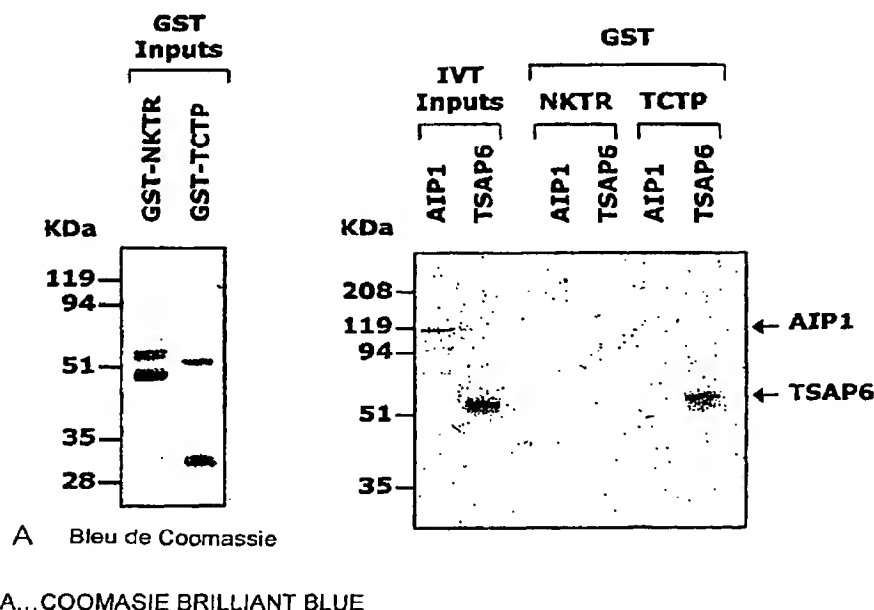 GST
Inputs
GST-NKTR
GST-TCTP
KDa
119
94
51
35
28
A Bleu de Coomassie
GST
IVT
Inputs
NKTR TCTP
AIP1
TSAP6
AIP1
TSAP6
AIP1
TSAP6
KDa
208
119
94
51
35
← AIP1
← TSAP6
A...COOMASIE BRILLIANT BLUE